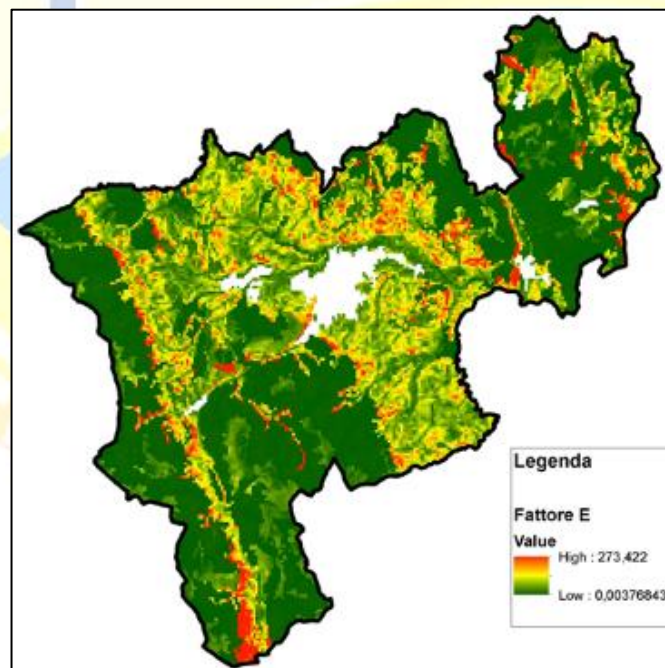 Legenda
Fattore E
Value
High : 273,422
Low : 0,00376843